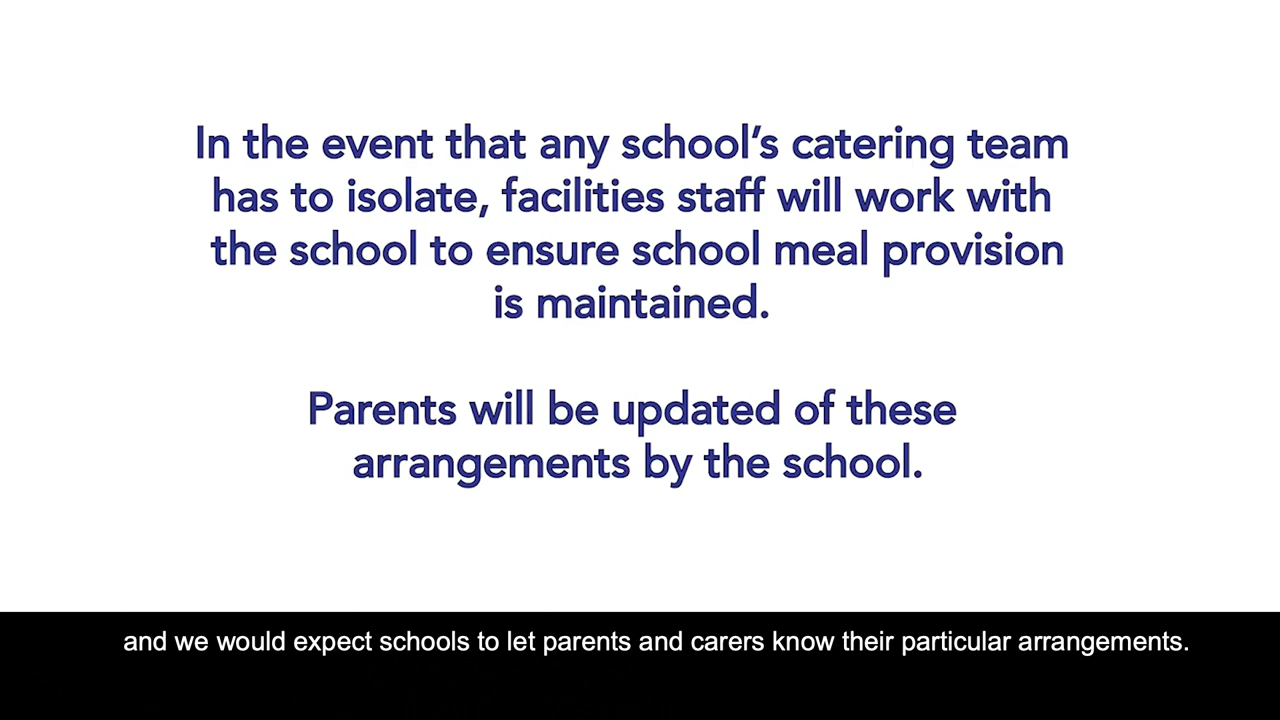 In the event that any school’s catering team
has to isolate, facilities staff will work with
the school to ensure school meal provision
is maintained.
Parents will be updated of these
arrangements by the school.
and we would expect schools to let parents and carers know their particular arrangements.